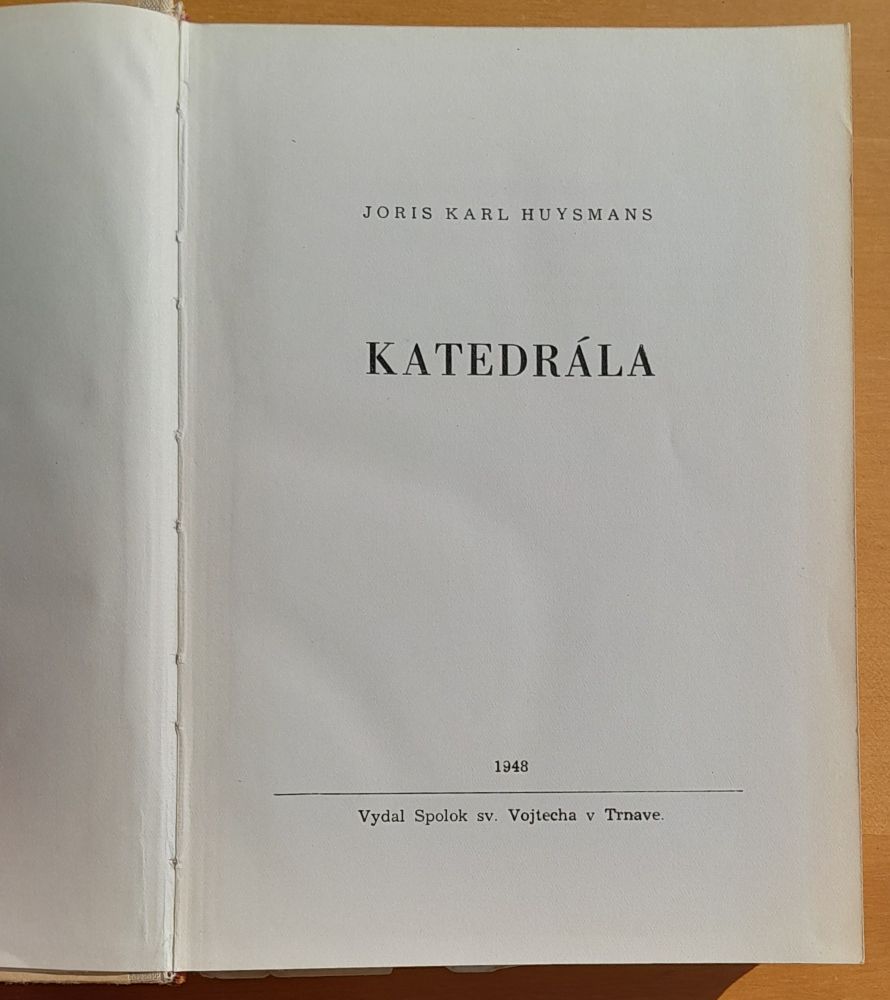 JORIS KARL HUYSMANS
KATEDRÁLA
1948
Vydal Spolok sv. Vojtecha v Trnave.